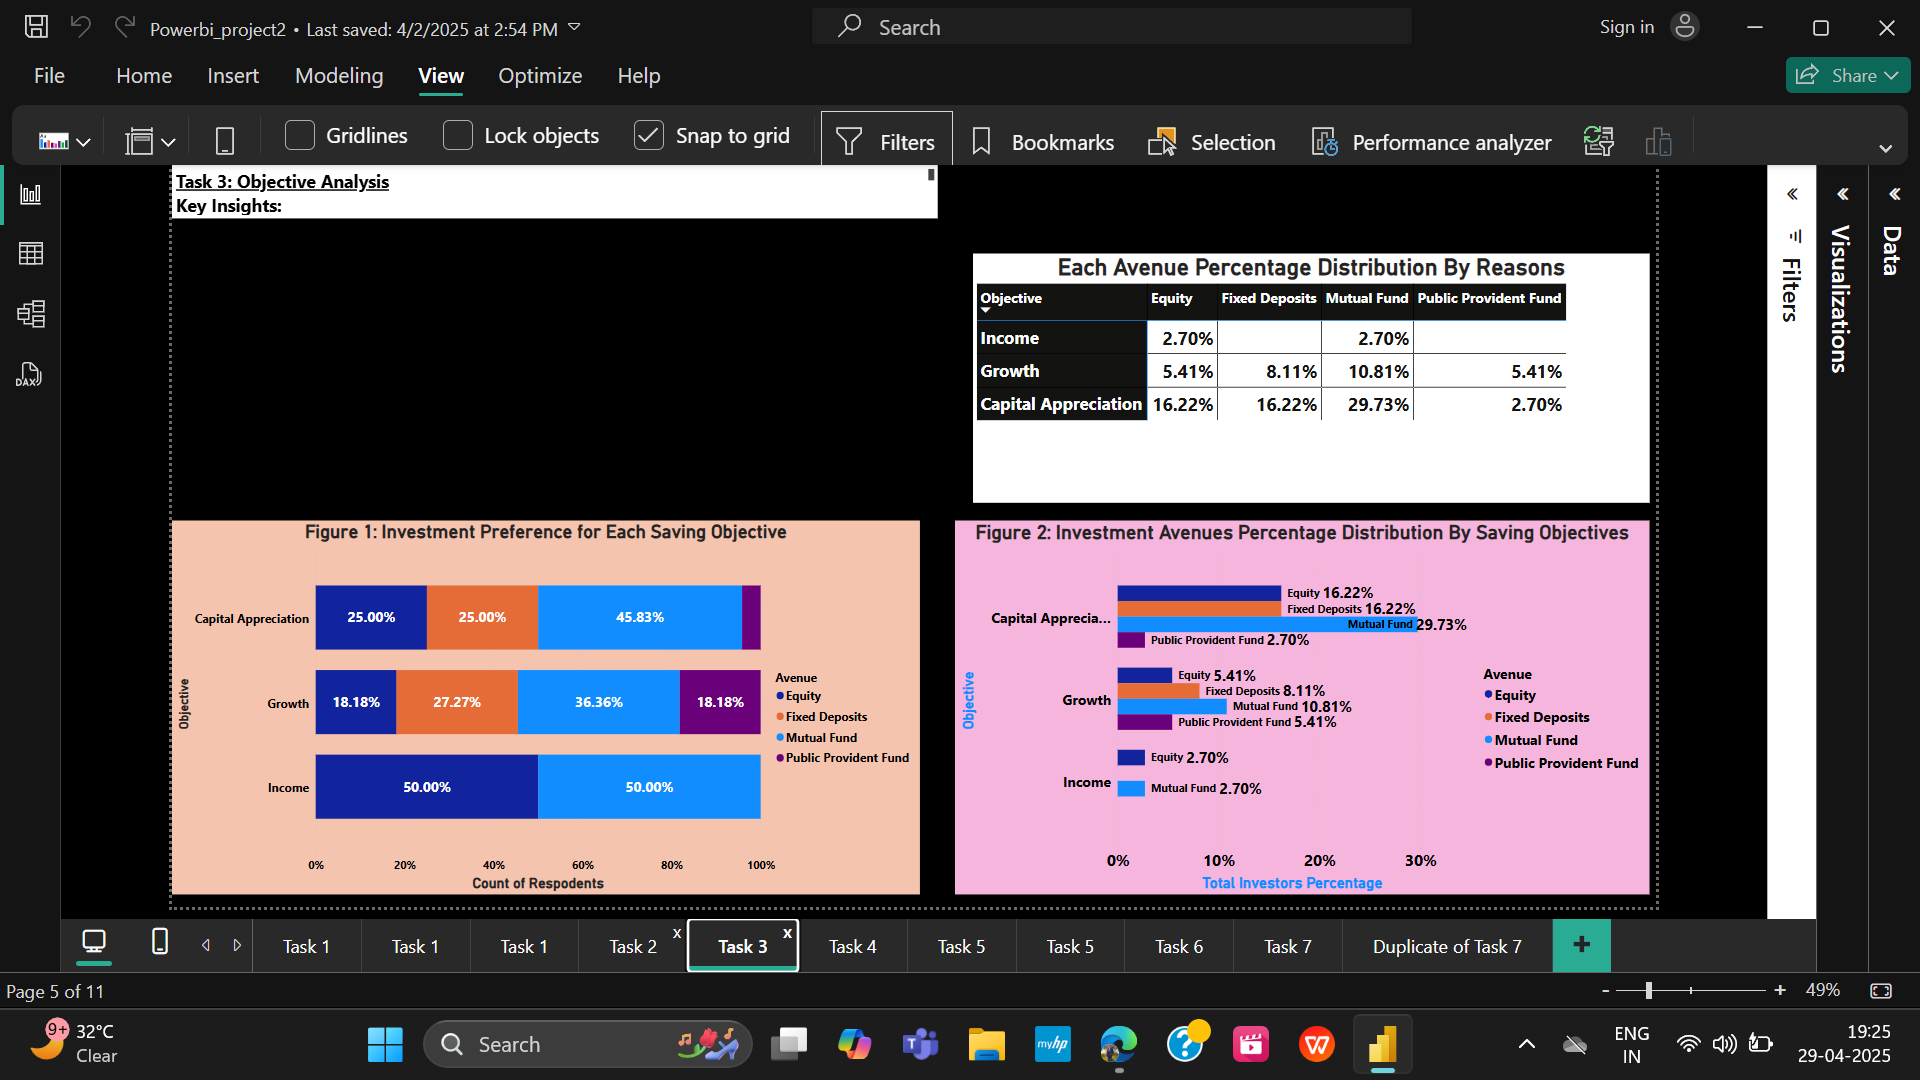 Powerbi_project2 • Last saved: 4/2/2025 at 2:54 PM
Search
Sign in
File Home Insert Modeling View Optimize Help
Share
Gridlines Lock objects Snap to grid Filters Bookmarks Selection Performance analyzer
Task 3: Objective Analysis
Key Insights:
Each Avenue Percentage Distribution By Reasons
Objective Equity Fixed Deposits Mutual Fund Public Provident Fund
Income 2.70% 2.70%
Growth 5.41% 8.11% 10.81% 5.41%
Capital Appreciation 16.22% 16.22% 29.73% 2.70%
Filters
Visualizations
Data
DAX
Figure 1: Investment Preference for Each Saving Objective
Objective
Capital Appreciation 25.00% 25.00% 45.83%
Growth 18.18% 27.27% 36.36% 18.18%
Income 50.00% 50.00%
0% 20% 40% 60% 80% 100%
Count of Respodents
Avenue
Equity
Fixed Deposits
Mutual Fund
Public Provident Fund
Figure 2: Investment Avenues Percentage Distribution By Saving Objectives
Objective
Capital Apprecia...
Equity 16.22%
Fixed Deposits 16.22%
Mutual Fund 29.73%
Public Provident Fund 2.70%
Growth
Equity 5.41%
Fixed Deposits 8.11%
Mutual Fund 10.81%
Public Provident Fund 5.41%
Income
Equity 2.70%
Mutual Fund 2.70%
0% 10% 20% 30%
Total Investors Percentage
Avenue
Equity
Fixed Deposits
Mutual Fund
Public Provident Fund
Task 1 Task 1 Task 1 Task 2 x Task 3 x Task 4 Task 5 Task 5 Task 6 Task 7 Duplicate of Task 7 +
Page 5 of 11
- + 49%
9+ 32°C
Clear
Search
T
myhp
?
W
ENG
IN
19:25
29-04-2025